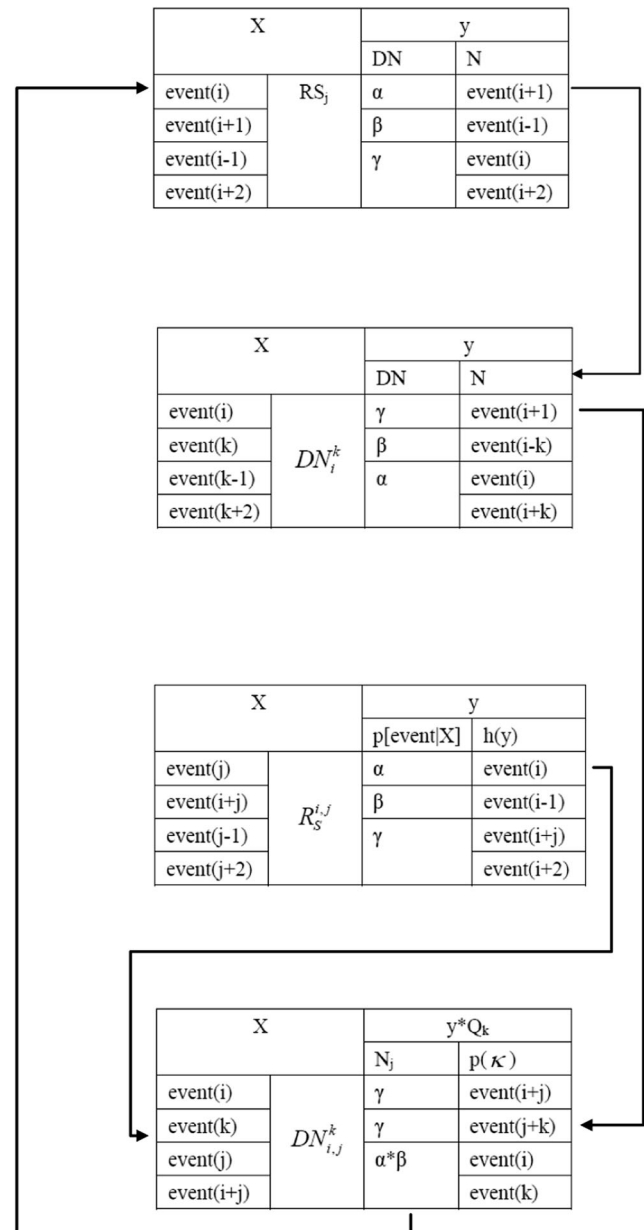 X y
DN N
event(i) RSⱼ α event(i+1)
event(i+1) β event(i-1)
event(i-1) γ event(i)
event(i+2) event(i+2)
X y
DN N
event(i) γ event(i+1)
event(k) DNᵢᵏ β event(i-k)
event(k-1) α event(i)
event(k+2) event(i+k)
X y
p[event|X] h(y)
event(j) α event(i)
event(i+j) R_S^{i,j} β event(i-1)
event(j-1) γ event(i+j)
event(j+2) event(i+2)
X y*Qₖ
Nⱼ p(κ)
event(i) γ event(i+j)
event(k) DN_{i,j}^k γ event(j+k)
event(j) α*β event(i)
event(i+j) event(k)